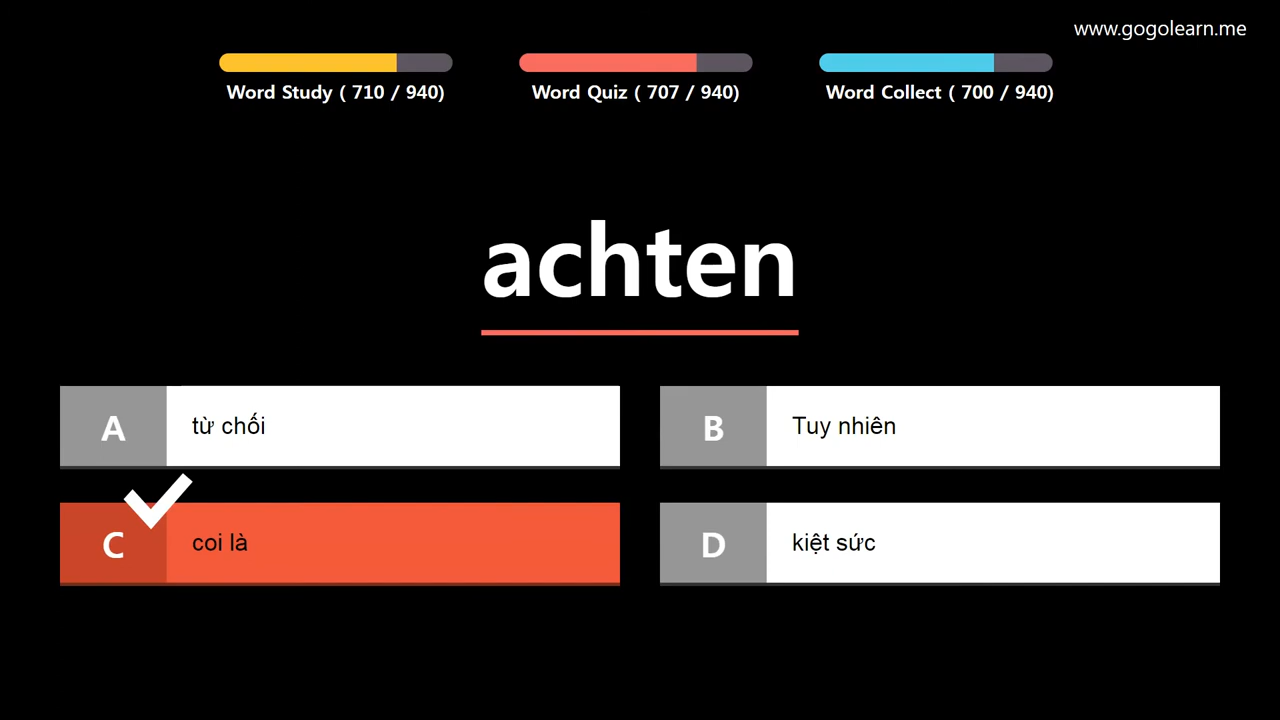 www.gogolearn.me
Word Study ( 710 / 940)
Word Quiz ( 707 / 940)
Word Collect ( 700 / 940)
achten
A
từ chối
B
Tuy nhiên
C
coi là
D
kiệt sức